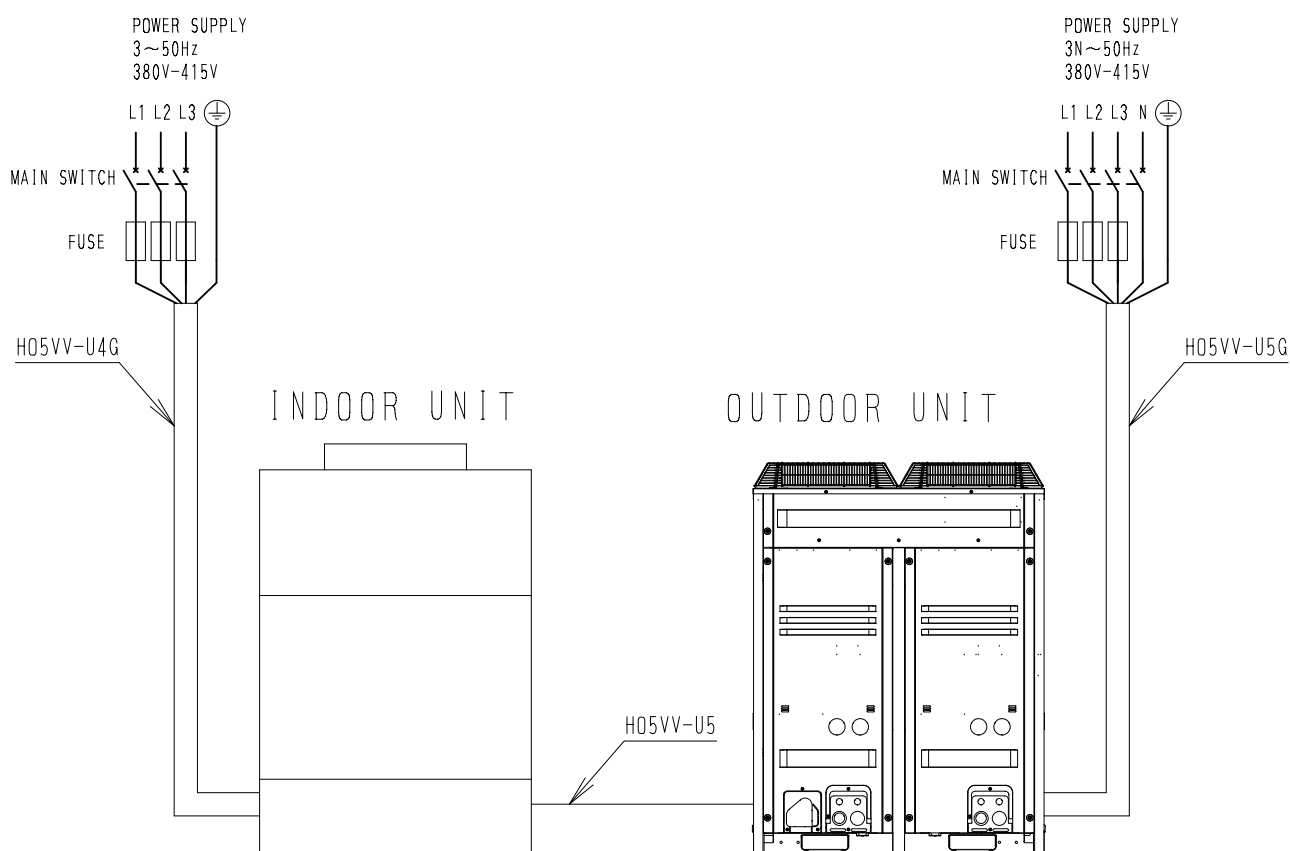 POWER SUPPLY
3~50Hz
380V-415V
L1 L2 L3
MAIN SWITCH
FUSE
H05VV-U4G
INDOOR UNIT
H05VV-U5
OUTDOOR UNIT
POWER SUPPLY
3N~50Hz
380V-415V
L1 L2 L3 N
MAIN SWITCH
FUSE
H05VV-U5G